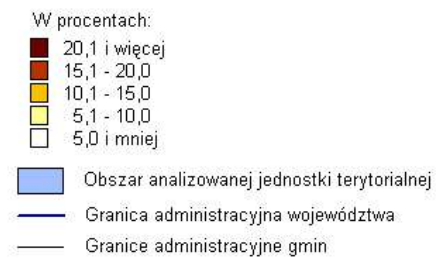 W procentach:
20,1 i więcej
15,1 - 20,0
10,1 - 15,0
5,1 - 10,0
5,0 i mniej
Obszar analizowanej jednostki terytorialnej
Granica administracyjna województwa
Granice administracyjne gmin